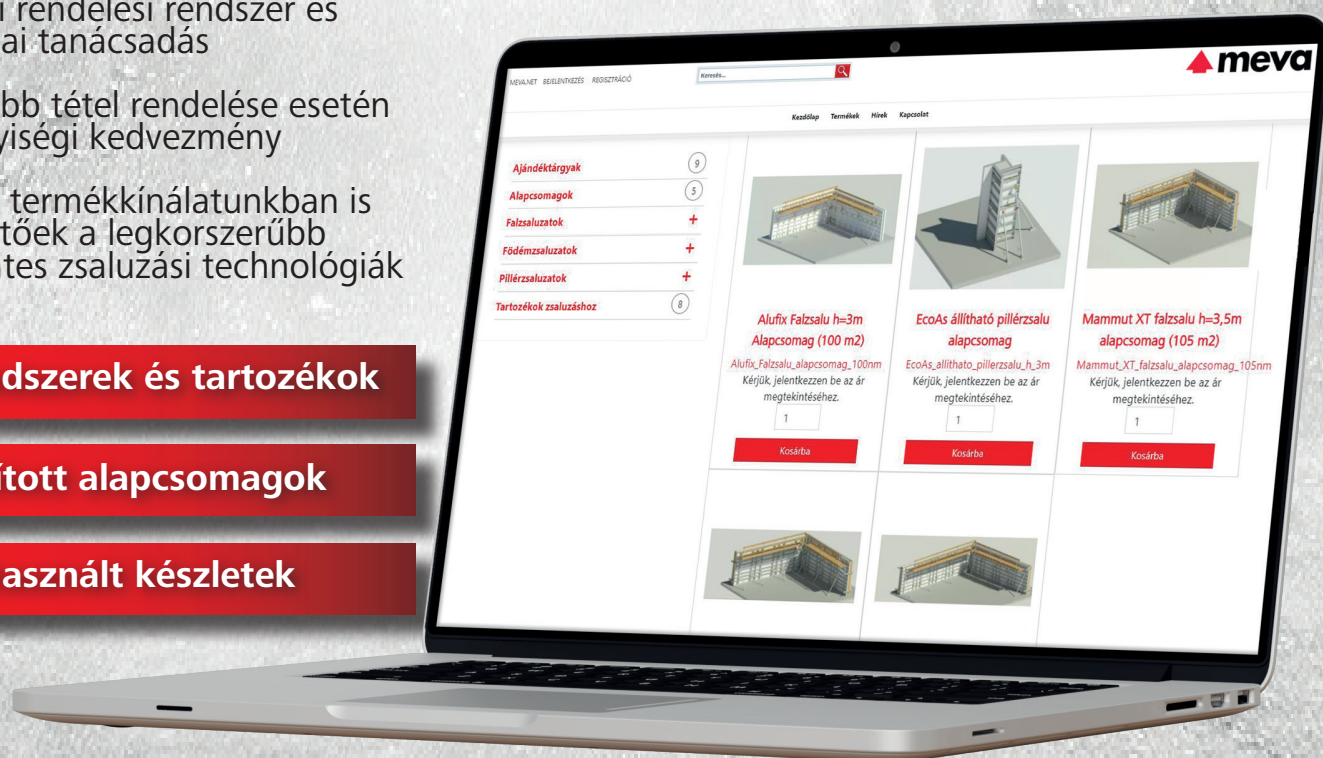 i rendelési rendszer és
ai tanácsadás
bb tétel rendelése esetén
yiségi kedvezmény
termékkínálatunkban is
tőek a legkorszerűbb
ntes zsaluzási technológiák
dszerek és tartozékok
ított alapcsomagok
asznált készletek
MEVA.NET BEJELENTKEZÉS REGISZTRÁCIÓ
Keresés...
meva
Kezdőlap Termékek Hírek Kapcsolat
Ajándéktárgyak 9
Alapcsomagok 5
Falzsaluzatok +
Födémzsaluzatok +
Pillérzsaluzatok +
Tartozékok zsaluzáshoz 8
Alufix Falzsalu h=3m
Alapcsomag (100 m2)
Alufix_Falzsalu_alapcsomag_100nm
Kérjük, jelentkezzen be az ár
megtekintéséhez.
1
Kosárba
EcoAs állítható pillérzsalu
alapcsomag
EcoAs_allithato_pillerzsalu_h_3m
Kérjük, jelentkezzen be az ár
megtekintéséhez.
1
Kosárba
Mammut XT falzsalu h=3,5m
alapcsomag (105 m2)
Mammut_XT_falzsalu_alapcsomag_105nm
Kérjük, jelentkezzen be az ár
megtekintéséhez.
1
Kosárba